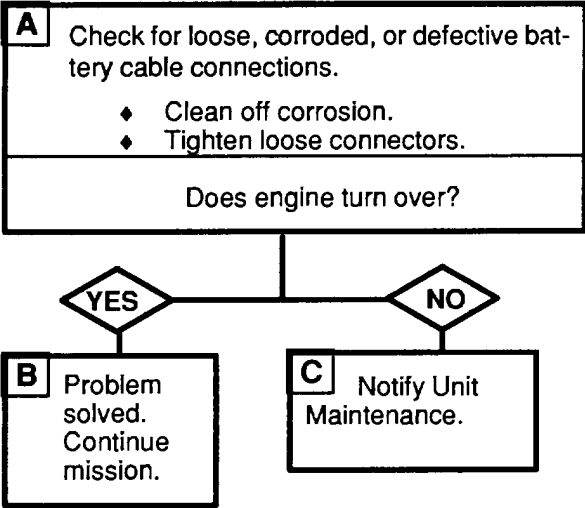 A
Check for loose, corroded, or defective bat-
tery cable connections.
♦ Clean off corrosion.
♦ Tighten loose connectors.
Does engine turn over?
YES
NO
B
Problem
solved.
Continue
mission.
C
Notify Unit
Maintenance.